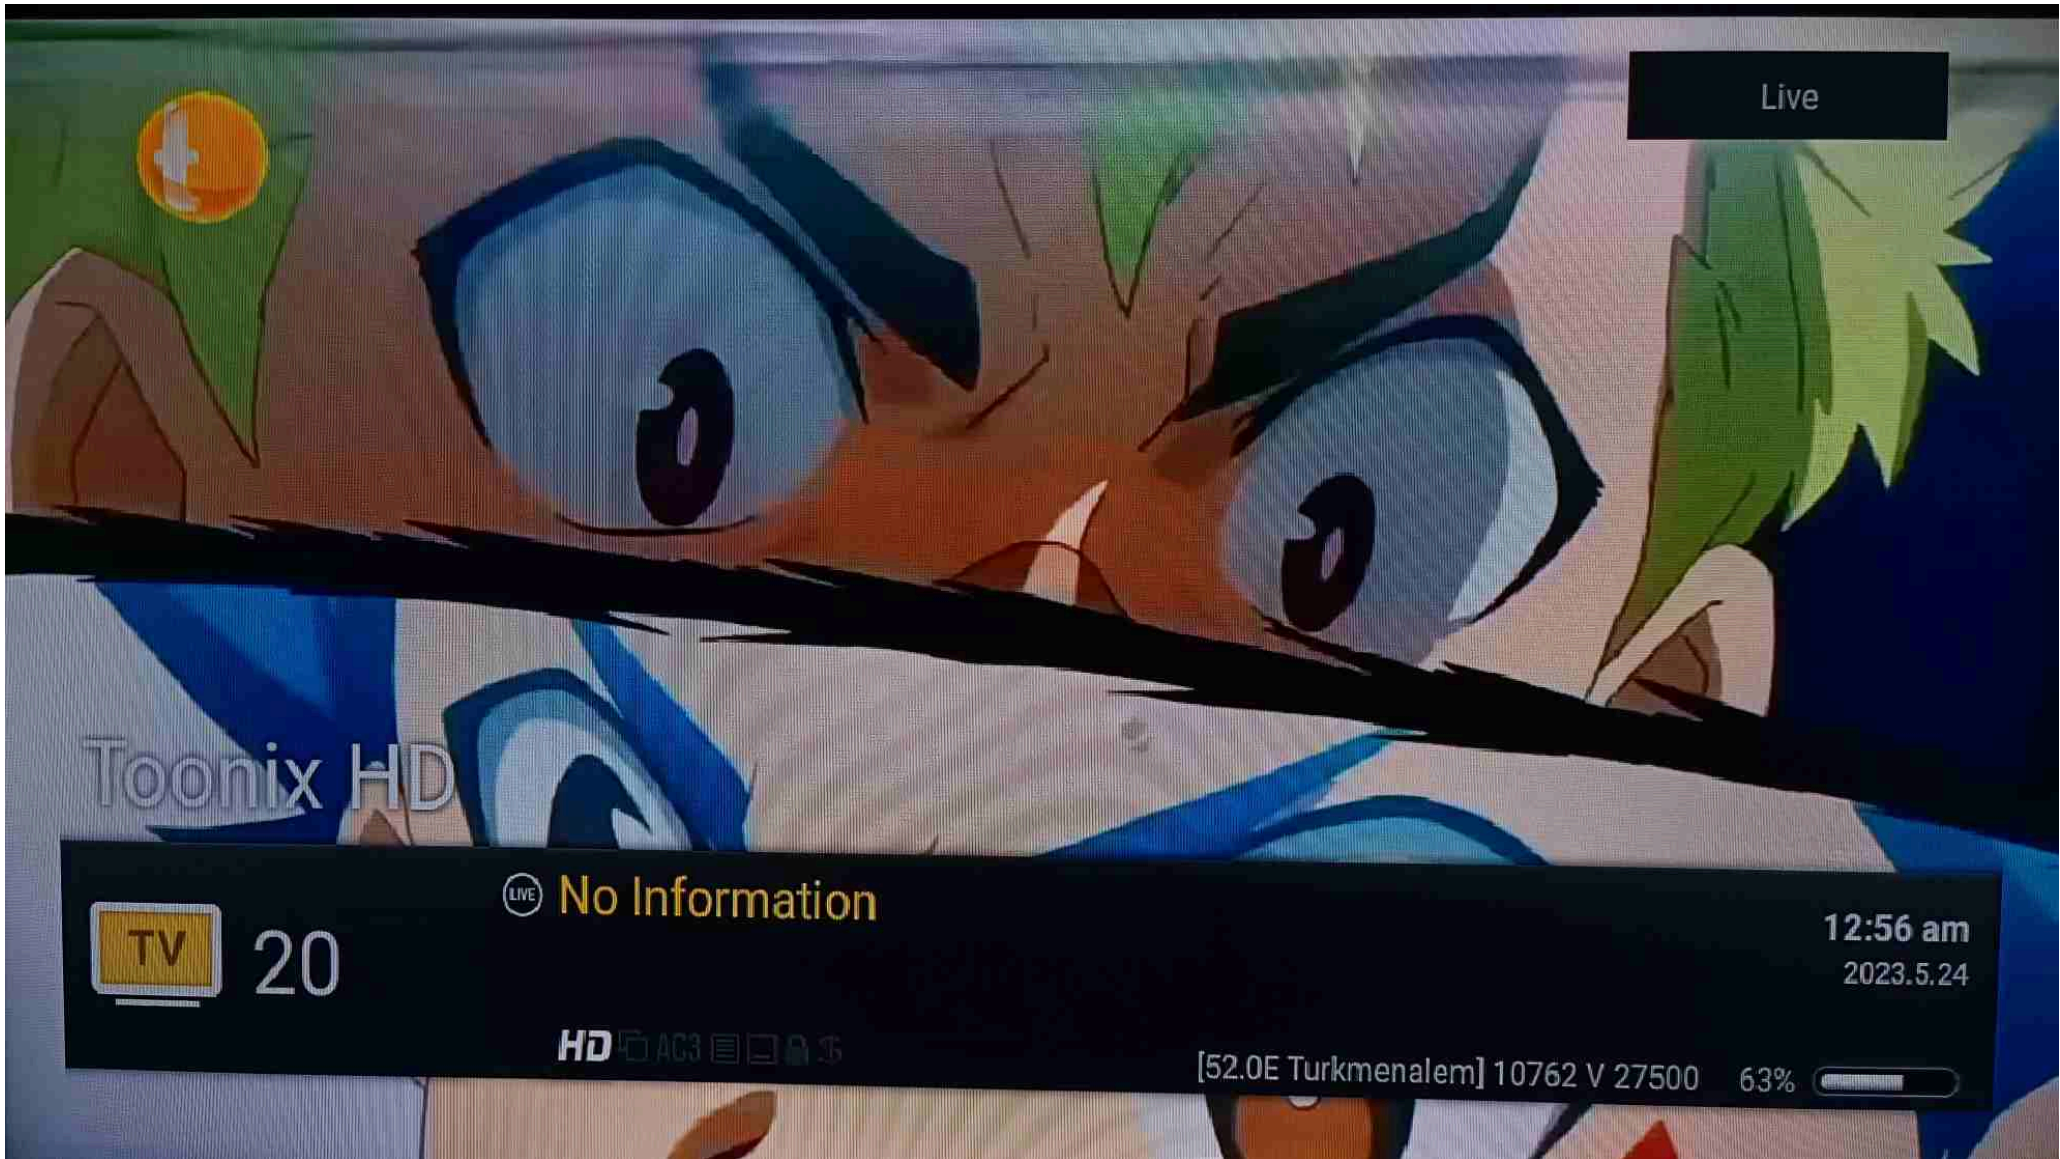 Live
Toonix HD
LIVE No Information
TV 20
12:56 am
2023.5.24
HD AC3 $
[52.0E Turkmenalem] 10762 V 27500 63%